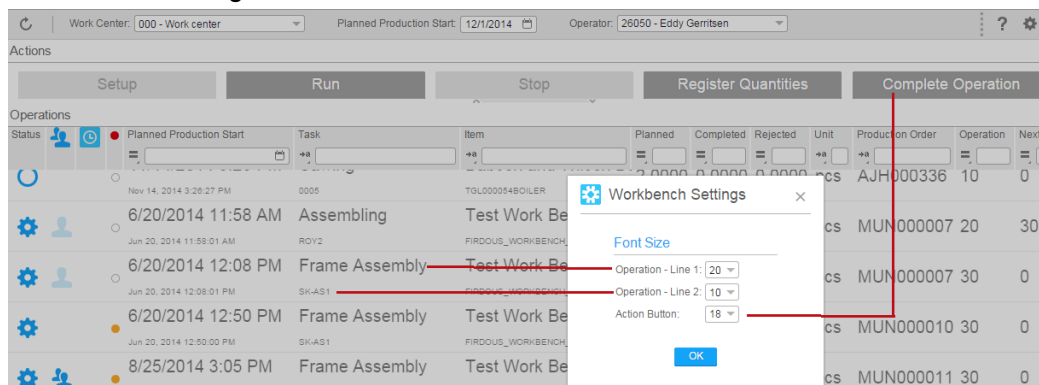 Work Center: 000 - Work center Planned Production Start: 12/1/2014 Operator: 26050 - Eddy Gerritsen ?
Actions
Setup Run Stop Register Quantities Complete Operation
Operations
Status Planned Production Start Task Item Planned Completed Rejected Unit Production Order Operation Next
pcs AJH000336 10 0
Nov 14, 2014 3:26:27 PM 0005 TGL000054BOILER
Workbench Settings
6/20/2014 11:58 AM Assembling Test Work Be cs MUN000007 20 30
Jun 20, 2014 11:58:01 AM ROY2 FIRDOUS_WORKBENCH_
Font Size
6/20/2014 12:08 PM Frame Assembly Test Work Be Operation - Line 1: 20 cs MUN000007 30 0
Jun 20, 2014 12:08:01 PM SK-AS1 FIRDOUS_WORKBENCH_ Operation - Line 2: 10
6/20/2014 12:50 PM Frame Assembly Test Work Be Action Button: 18 cs MUN000010 30 0
Jun 20, 2014 12:50:00 PM SK-AS1 FIRDOUS_WORKBENCH_
OK
8/25/2014 3:05 PM Frame Assembly Test Work Be cs MUN000011 30 0